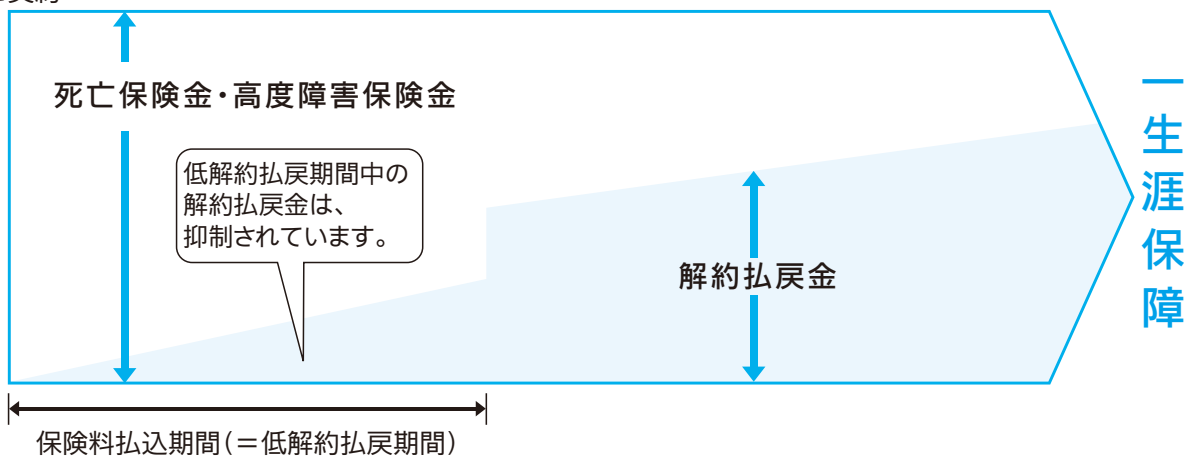 死亡保険金・高度障害保険金
低解約払戻期間中の
解約払戻金は、
抑制されています。
解約払戻金
一生涯保障
保険料払込期間(＝低解約払戻期間)